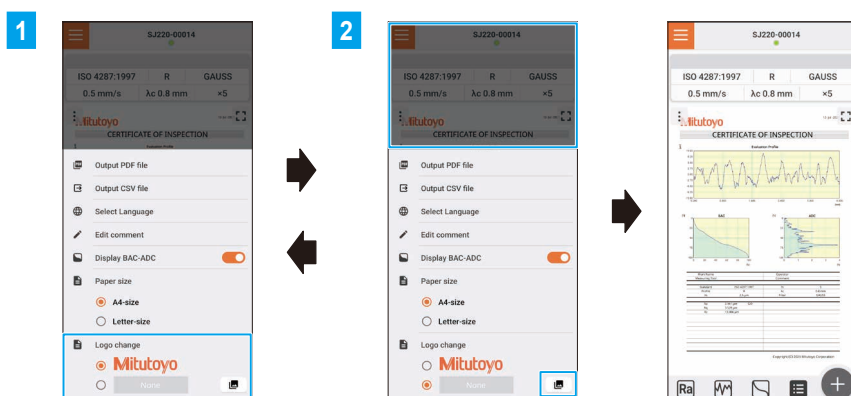 1
SJ220-00014
ISO 4287:1997 R GAUSS
0.5 mm/s λc 0.8 mm ×5
Mitutoyo
CERTIFICATE OF INSPECTION
Output PDF file
Output CSV file
Select Language
Edit comment
Display BAC-ADC
Paper size
A4-size
Letter-size
Logo change
Mitutoyo
None
2
SJ220-00014
ISO 4287:1997 R GAUSS
0.5 mm/s λc 0.8 mm ×5
Mitutoyo
CERTIFICATE OF INSPECTION
Output PDF file
Output CSV file
Select Language
Edit comment
Display BAC-ADC
Paper size
A4-size
Letter-size
Logo change
Mitutoyo
None
SJ220-00014
ISO 4287:1997 R GAUSS
0.5 mm/s λc 0.8 mm ×5
Mitutoyo
CERTIFICATE OF INSPECTION
BAC
ADC
Ra